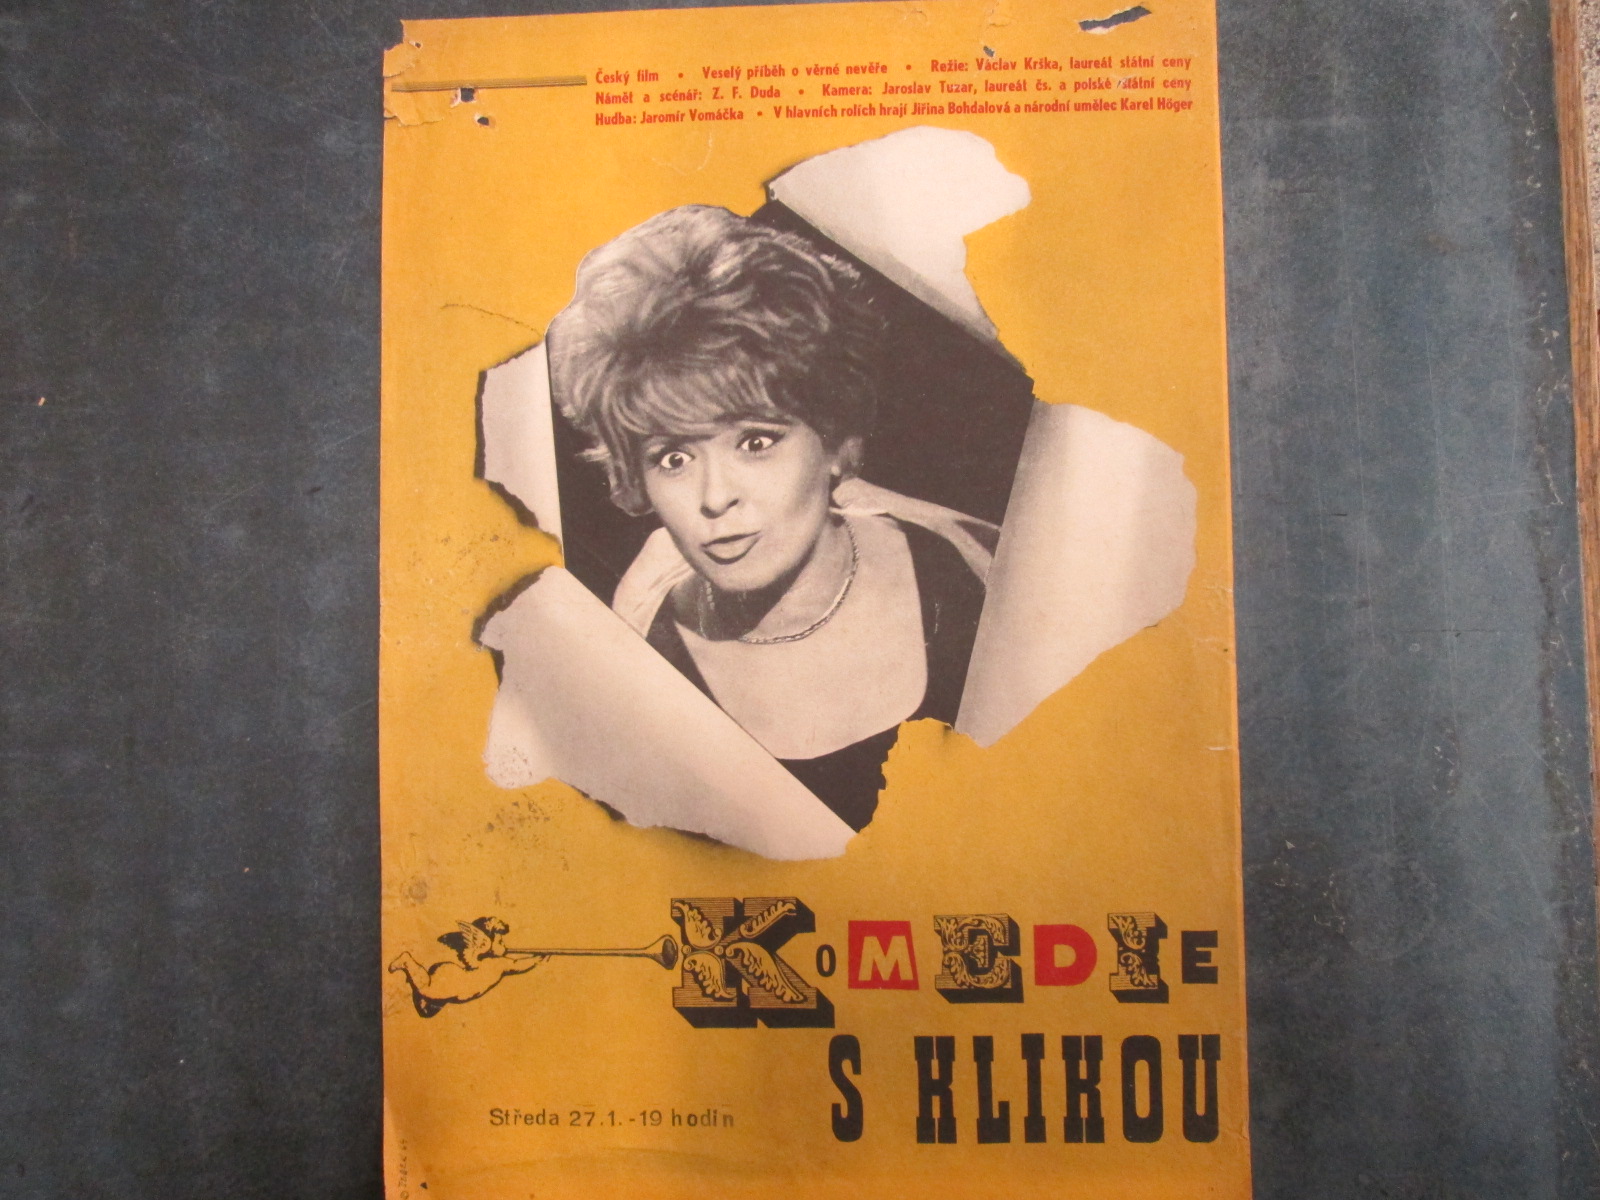 Český film • Veselý příběh o věrné nevěře • Režie: Václav Krška, laureát státní ceny
Námět a scénář: Z. F. Duda • Kamera: Jaroslav Tuzar, laureát čs. a polské státní ceny
Hudba: Jaromír Vomáčka • V hlavních rolích hrají Jiřina Bohdalová a národní umělec Karel Höger
KoMEDIE
S KLIKOU
Středa 27.1. - 19 hodin